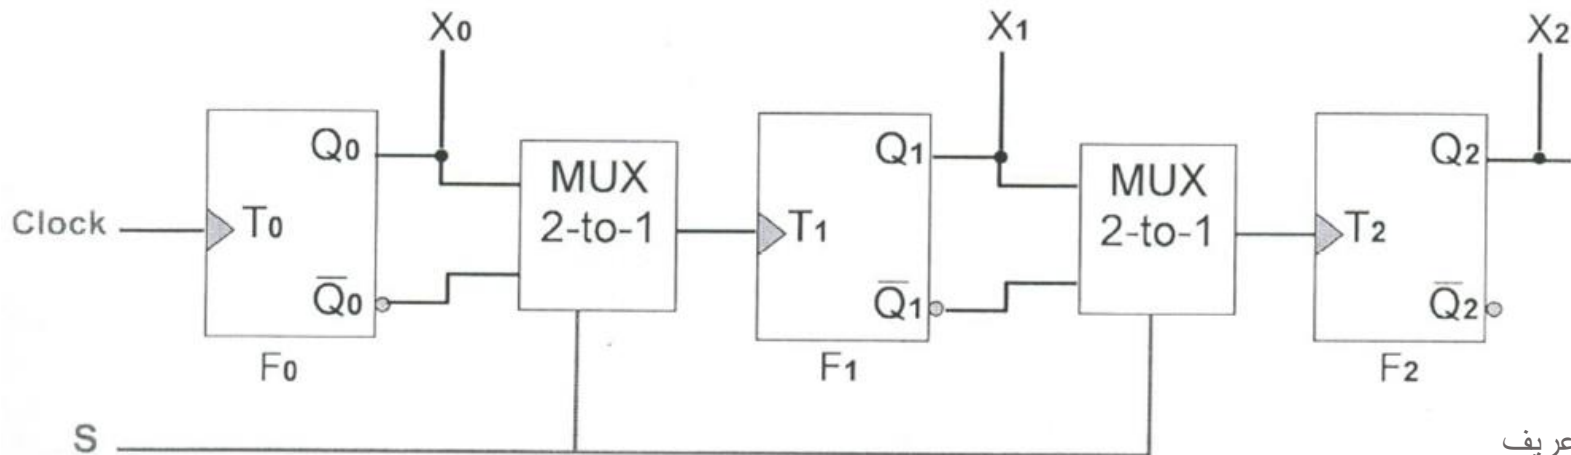 X0 X1 X2
Q0 MUX Q1 MUX Q2
Clock T0 2-to-1 T1 2-to-1 T2
Q̅0 Q̅1 Q̅2
F0 F1 F2
S